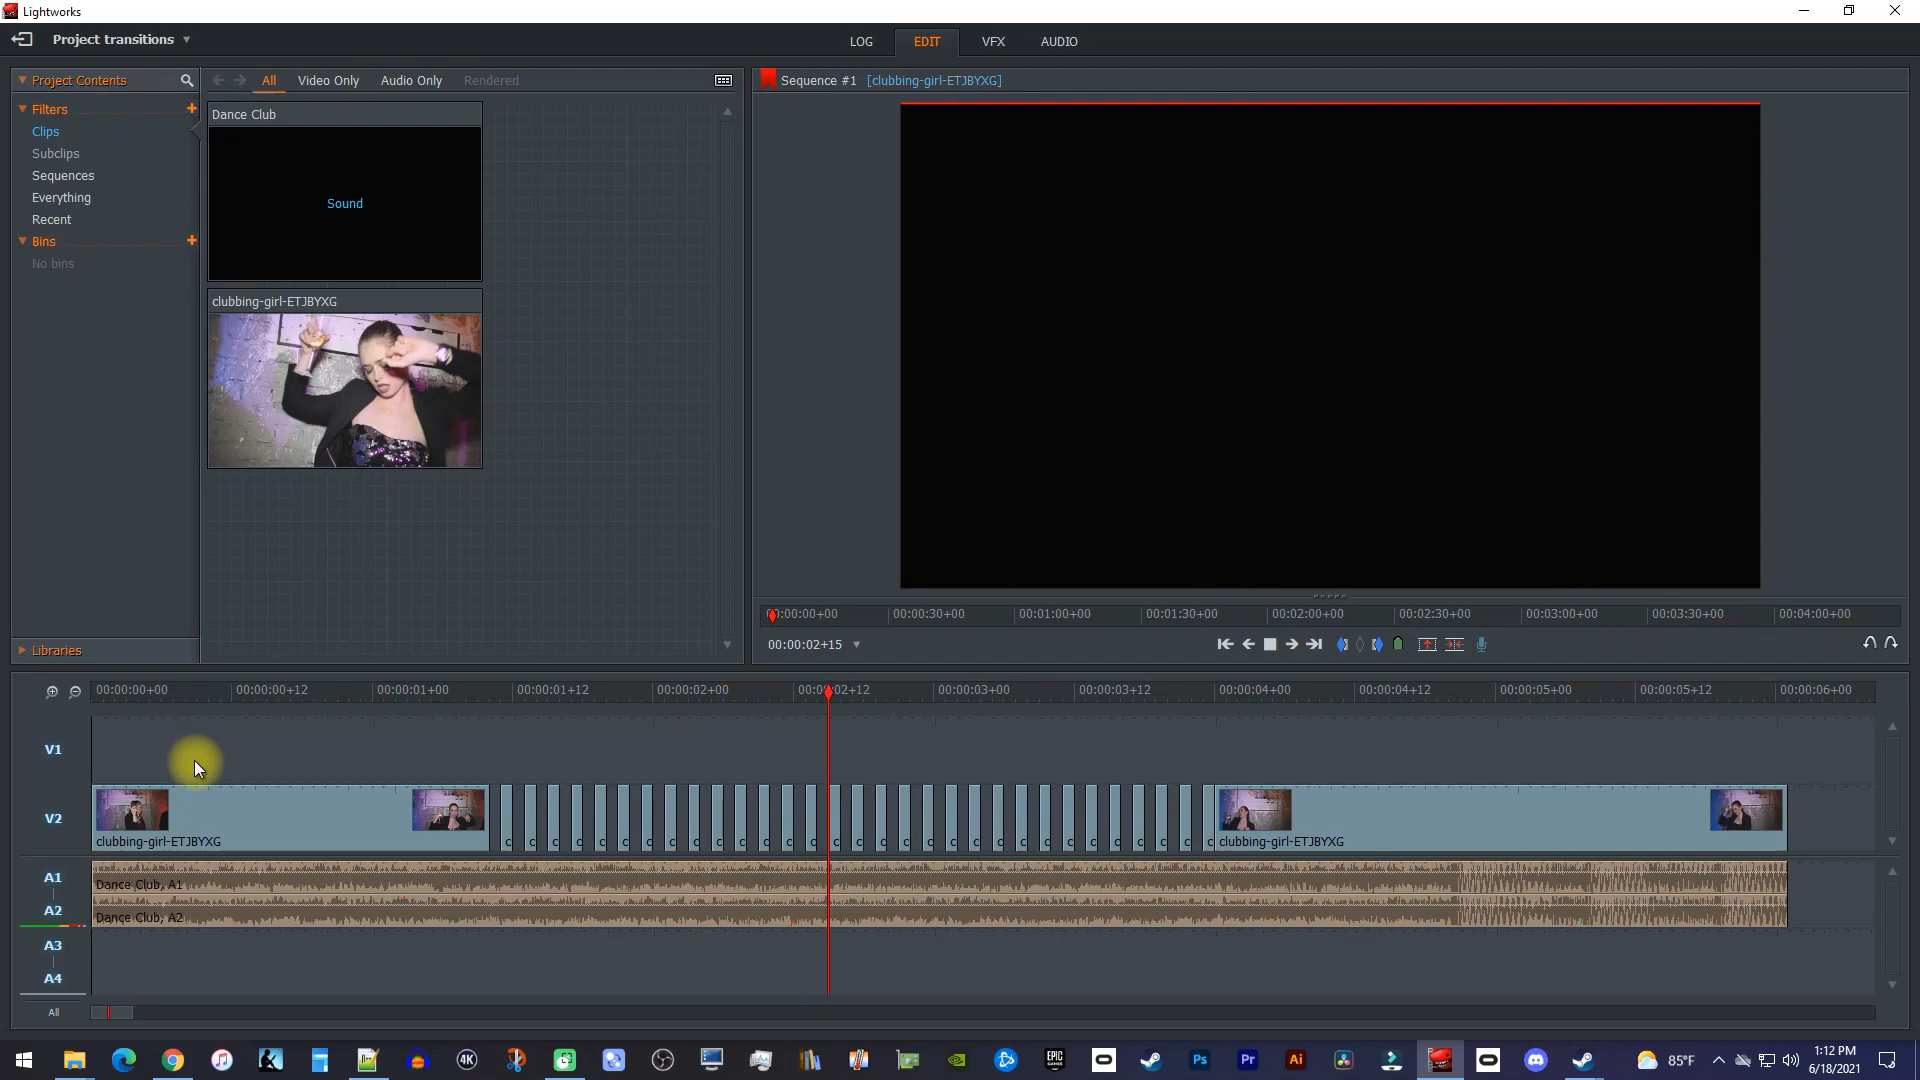 Lightworks
Project transitions
LOG
EDIT
VFX
AUDIO
Project Contents
All
Video Only
Audio Only
Rendered
Sequence #1 [clubbing-girl-ETJBYXG]
Filters
Clips
Subclips
Sequences
Everything
Recent
Bins
No bins
Libraries
Dance Club
Sound
clubbing-girl-ETJBYXG
00:00:00+00
00:00:30+00
00:01:00+00
00:01:30+00
00:02:00+00
00:02:30+00
00:03:00+00
00:03:30+00
00:04:00+00
00:00:02+15
00:00:00+00
00:00:00+12
00:00:01+00
00:00:01+12
00:00:02+00
00:00:02+12
00:00:03+00
00:00:03+12
00:00:04+00
00:00:04+12
00:00:05+00
00:00:05+12
00:00:06+00
V1
V2
clubbing-girl-ETJBYXG
c c c c c c c c c c c c c c c c c c c c c c c c c c c c c c c
clubbing-girl-ETJBYXG
A1
Dance Club, A1
A2
Dance Club, A2
A3
A4
All
4K
EPIC GAMES
Ps
Pr
Ai
85°F
1:12 PM
6/18/2021